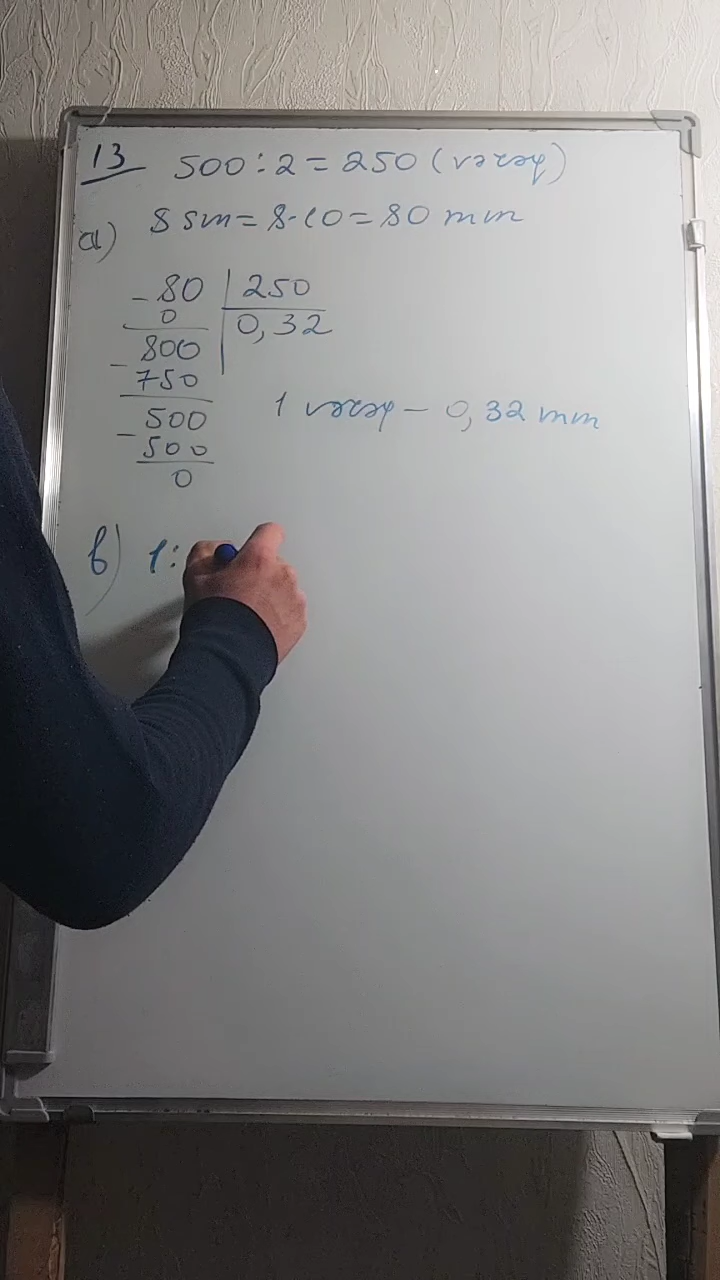 13 500 : 2 = 250 (vərəq)
a) 8 sm = 8·10 = 80 mm
- 80 | 250
0 | 0,32
800
- 750
500
- 500
0
1 vərəq – 0,32 mm
b) 1: